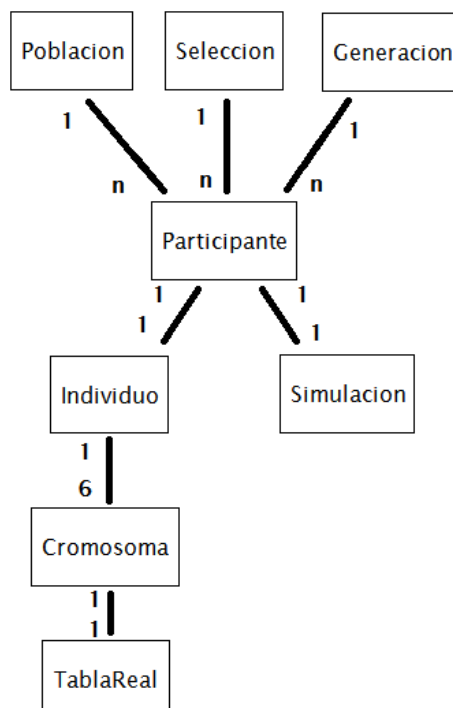 Poblacion Seleccion Generacion
1 1 1
n n n
Participante
1 1
1 1
Individuo Simulacion
1
6
Cromosoma
1
1
TablaReal